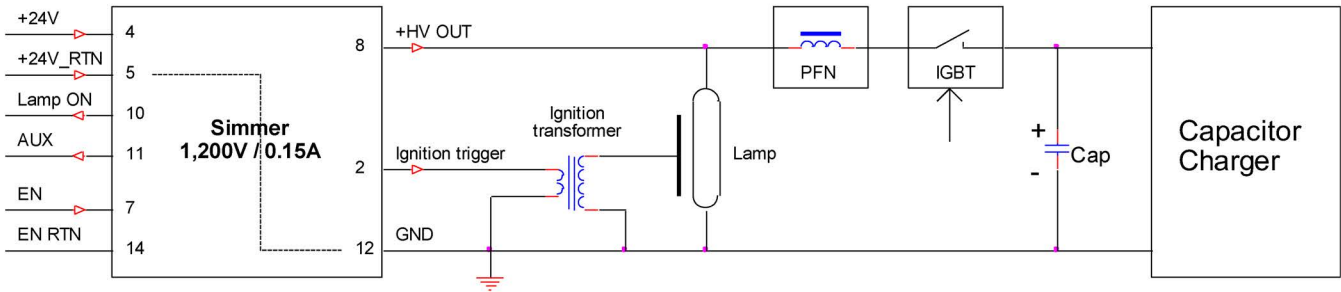 +24V
4
+24V_RTN
5
Lamp ON
10
AUX
11
EN
7
EN RTN
14
Simmer
1,200V / 0.15A
8
+HV OUT
2
Ignition trigger
12
GND
Ignition
transformer
Lamp
PFN
IGBT
+
Cap
-
Capacitor
Charger